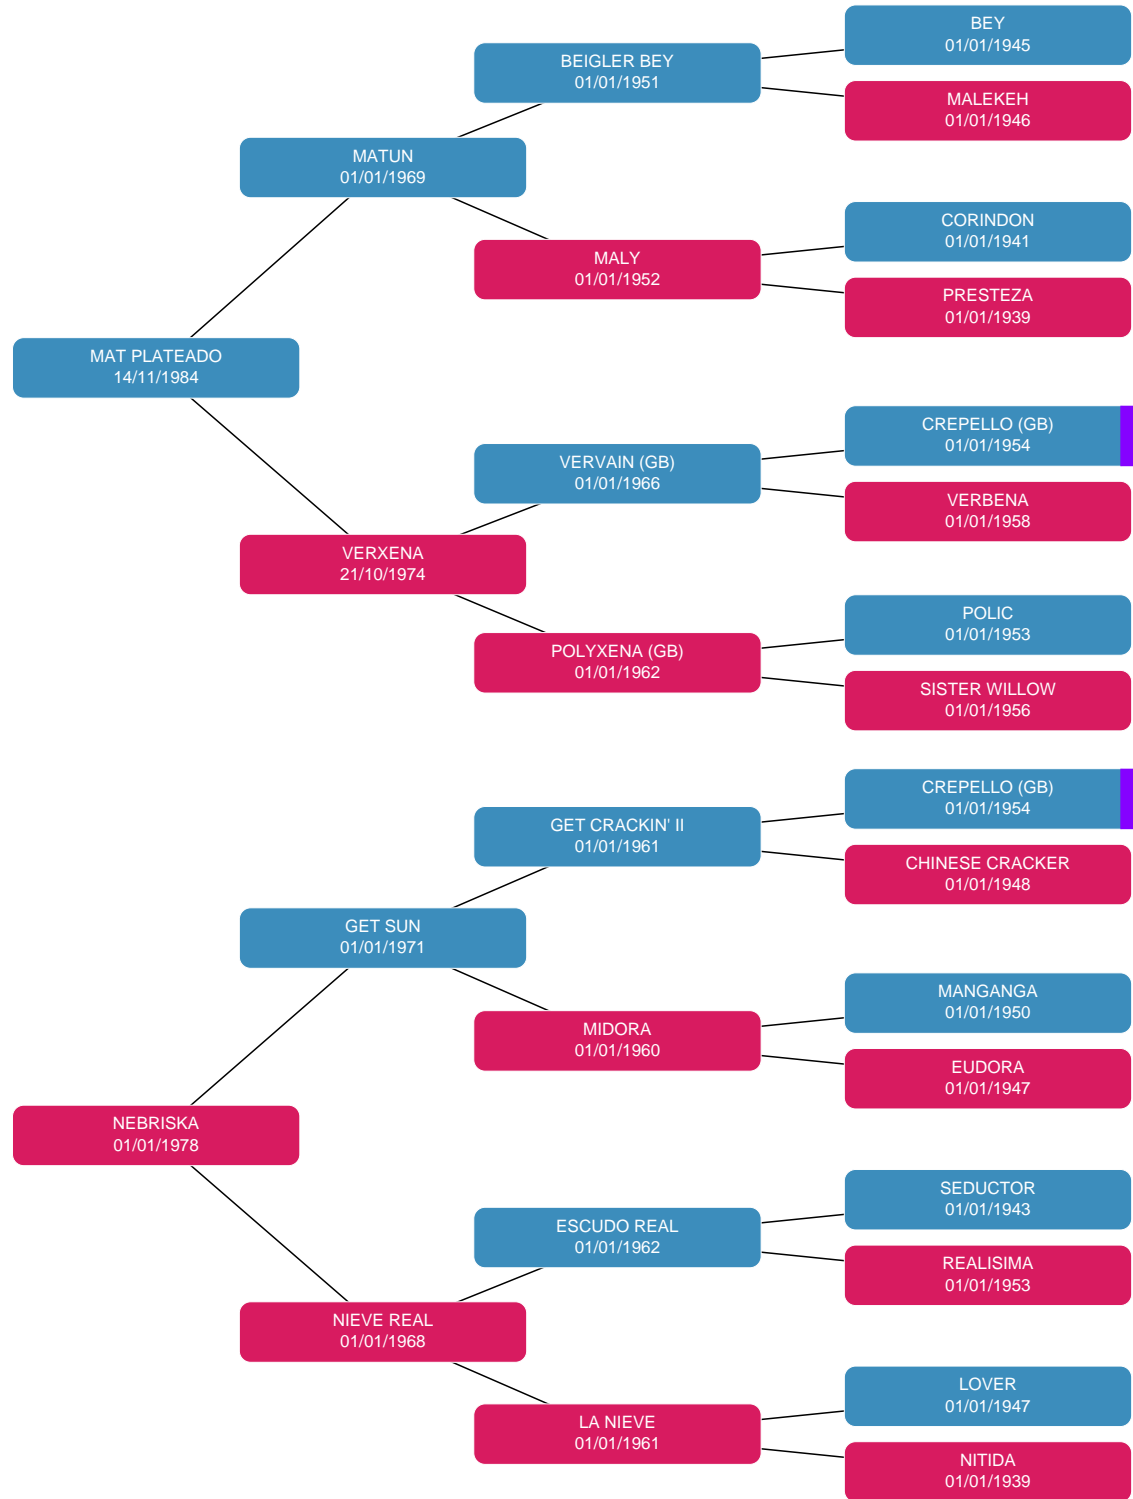 BEY
01/01/1945
BEIGLER BEY
01/01/1951
MALEKEH
01/01/1946
MATUN
01/01/1969
CORINDON
01/01/1941
MALY
01/01/1952
PRESTEZA
01/01/1939
MAT PLATEADO
14/11/1984
CREPELLO (GB)
01/01/1954
VERVAIN (GB)
01/01/1966
VERBENA
01/01/1958
VERXENA
21/10/1974
POLIC
01/01/1953
POLYXENA (GB)
01/01/1962
SISTER WILLOW
01/01/1956
CREPELLO (GB)
01/01/1954
GET CRACKIN' II
01/01/1961
CHINESE CRACKER
01/01/1948
GET SUN
01/01/1971
MANGANGA
01/01/1950
MIDORA
01/01/1960
EUDORA
01/01/1947
NEBRISKA
01/01/1978
SEDUCTOR
01/01/1943
ESCUDO REAL
01/01/1962
REALISIMA
01/01/1953
NIEVE REAL
01/01/1968
LOVER
01/01/1947
LA NIEVE
01/01/1961
NITIDA
01/01/1939